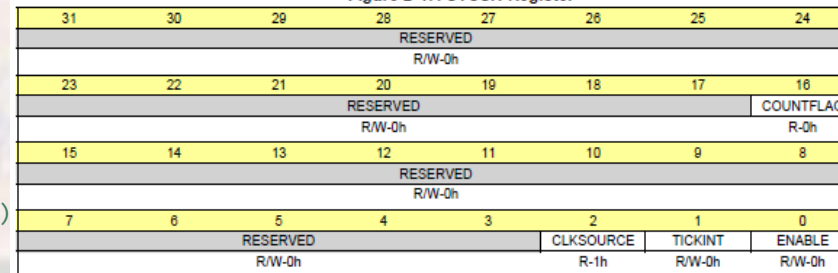 31 30 29 28 27 26 25 24
RESERVED
R/W-0h
23 22 21 20 19 18 17 16
RESERVED COUNTFLAG
R/W-0h R-0h
15 14 13 12 11 10 9 8
RESERVED
R/W-0h
)
7 6 5 4 3 2 1 0
RESERVED CLKSOURCE TICKINT ENABLE
R/W-0h R-1h R/W-0h R/W-0h